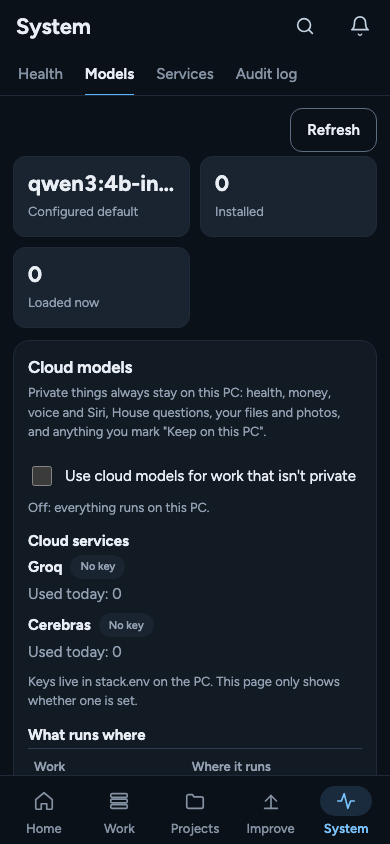 System
Health Models Services Audit log
Refresh
qwen3:4b-in...
Configured default
0
Installed
0
Loaded now
Cloud models
Private things always stay on this PC: health, money,
voice and Siri, House questions, your files and photos,
and anything you mark "Keep on this PC".
Use cloud models for work that isn't private
Off: everything runs on this PC.
Cloud services
Groq No key
Used today: 0
Cerebras No key
Used today: 0
Keys live in stack.env on the PC. This page only shows
whether one is set.
What runs where
Work Where it runs
Home Work Projects Improve System